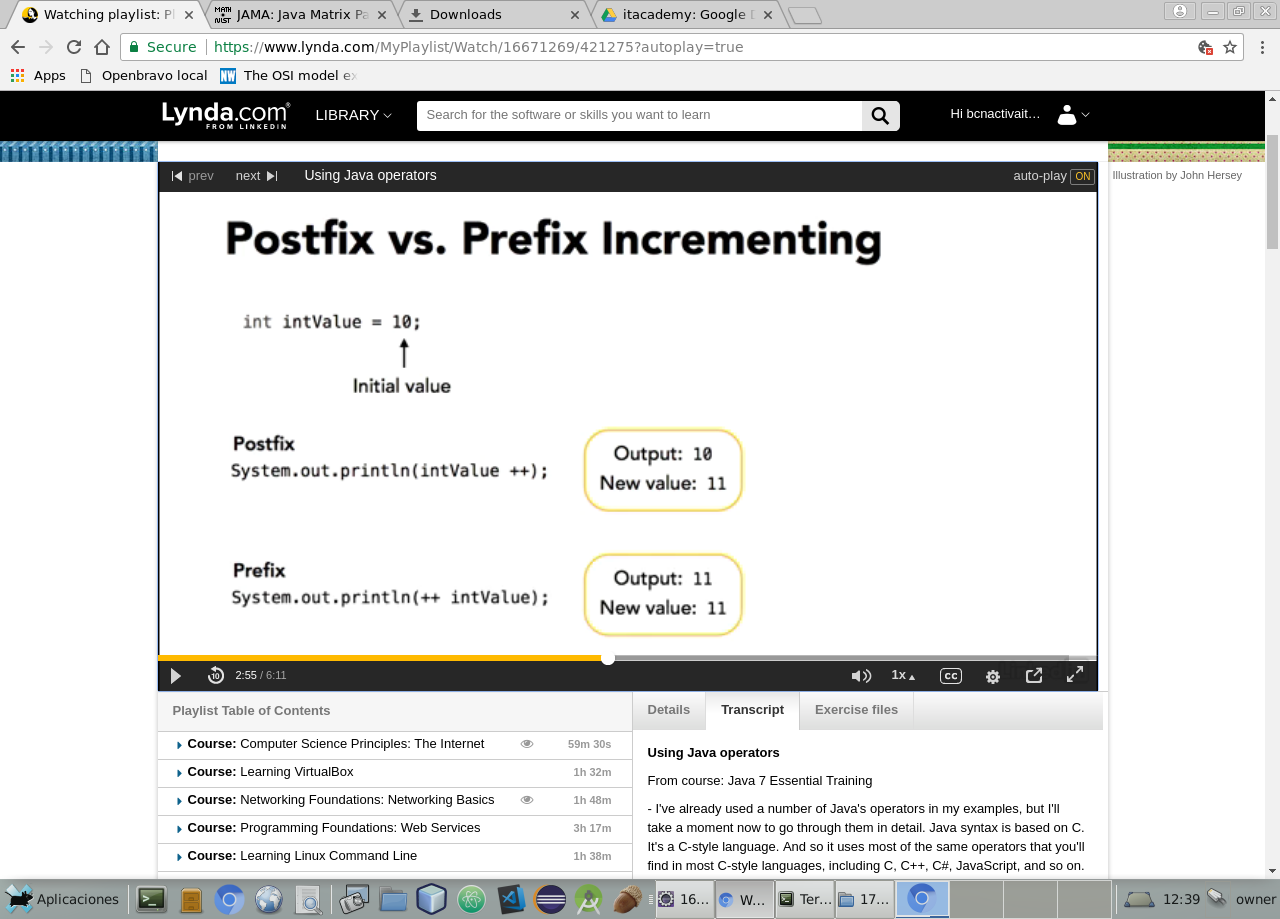 Watching playlist: Pl
JAMA: Java Matrix Pa
Downloads
itacademy: Google D
Secure
https://www.lynda.com/MyPlaylist/Watch/16671269/421275?autoplay=true
Apps
Openbravo local
NW
The OSI model ex
Lynda.com
FROM LINKEDIN
LIBRARY
Search for the software or skills you want to learn
Hi bcnactivait…
prev
next
Using Java operators
auto-play ON
Illustration by John Hersey
Postfix vs. Prefix Incrementing
int intValue = 10;
Initial value
Postfix
System.out.println(intValue ++);
Output: 10
New value: 11
Prefix
System.out.println(++ intValue);
Output: 11
New value: 11
10
2:55 / 6:11
1x
cc
Playlist Table of Contents
Course: Computer Science Principles: The Internet 59m 30s
Course: Learning VirtualBox 1h 32m
Course: Networking Foundations: Networking Basics 1h 48m
Course: Programming Foundations: Web Services 3h 17m
Course: Learning Linux Command Line 1h 38m
Details
Transcript
Exercise files
Using Java operators
From course: Java 7 Essential Training
- I've already used a number of Java's operators in my examples, but I'll
take a moment now to go through them in detail. Java syntax is based on C.
It's a C-style language. And so it uses most of the same operators that you'll
find in most C-style languages, including C, C++, C#, JavaScript, and so on.
Aplicaciones
16...
W...
Ter...
17...
12:39
owner